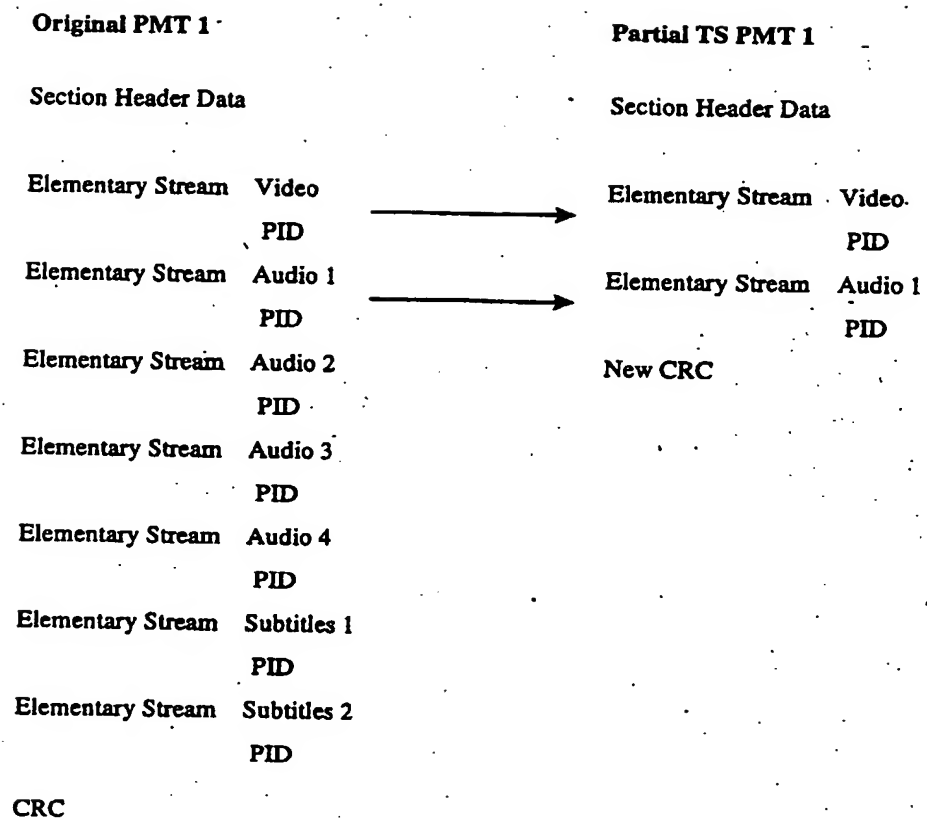 Original PMT 1
Section Header Data
Elementary Stream Video
PID
Elementary Stream Audio 1
PID
Elementary Stream Audio 2
PID
Elementary Stream Audio 3
PID
Elementary Stream Audio 4
PID
Elementary Stream Subtitles 1
PID
Elementary Stream Subtitles 2
PID
CRC
Partial TS PMT 1
Section Header Data
Elementary Stream Video
PID
Elementary Stream Audio 1
PID
New CRC